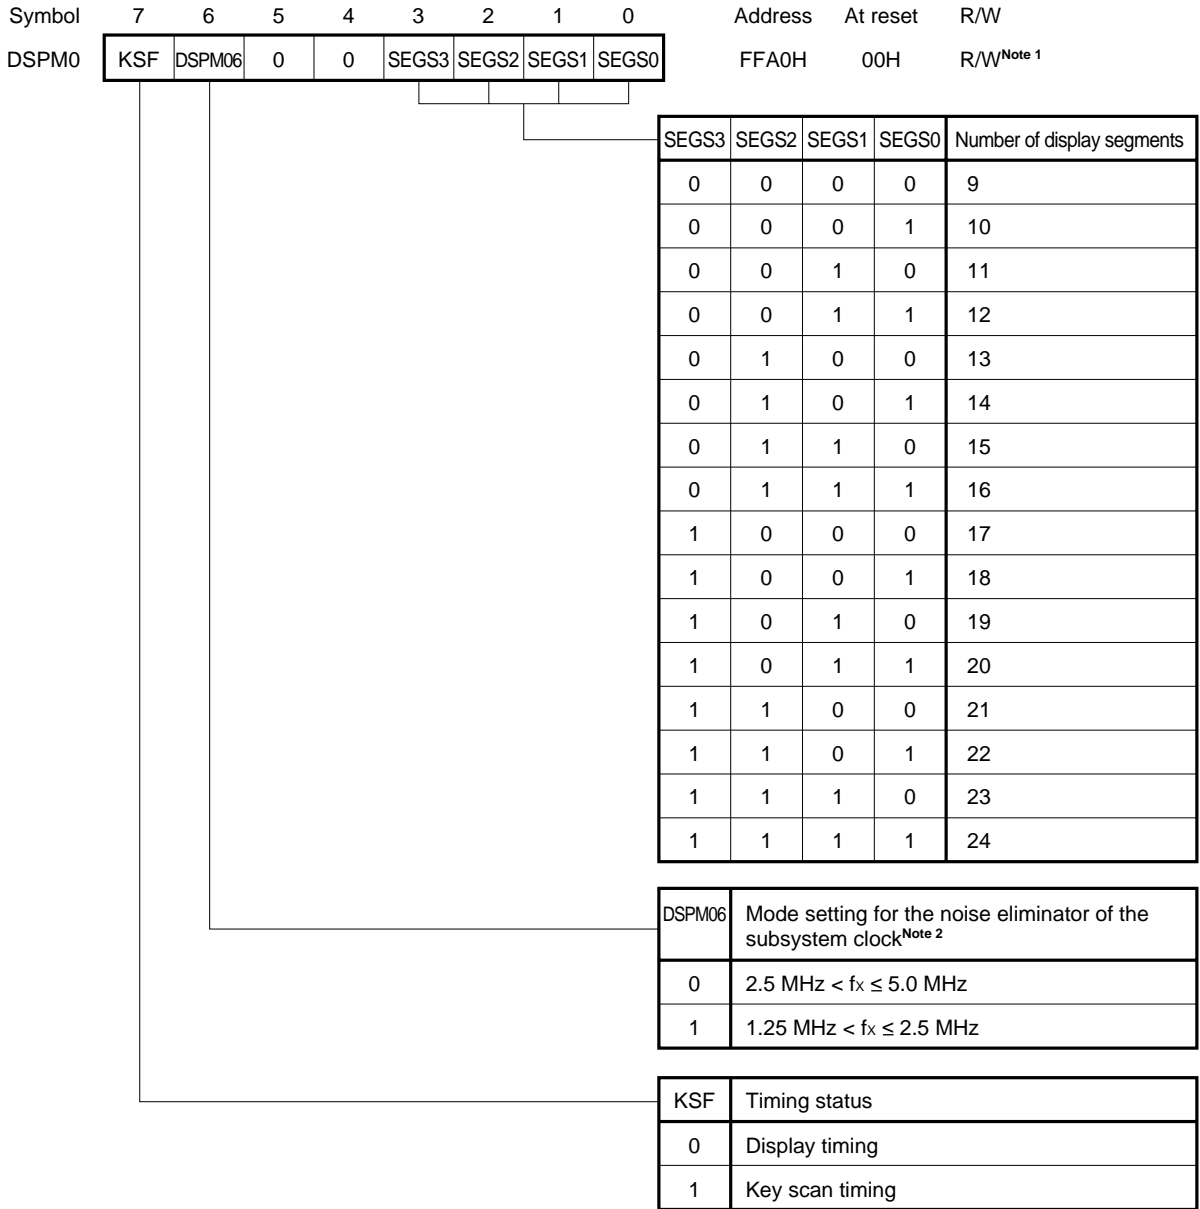 Symbol 7 6 5 4 3 2 1 0 Address At reset R/W
DSPM0 KSF DSPM06 0 0 SEGS3 SEGS2 SEGS1 SEGS0 FFA0H 00H R/WNote 1
SEGS3 SEGS2 SEGS1 SEGS0 Number of display segments
0 0 0 0 9
0 0 0 1 10
0 0 1 0 11
0 0 1 1 12
0 1 0 0 13
0 1 0 1 14
0 1 1 0 15
0 1 1 1 16
1 0 0 0 17
1 0 0 1 18
1 0 1 0 19
1 0 1 1 20
1 1 0 0 21
1 1 0 1 22
1 1 1 0 23
1 1 1 1 24
DSPM06 Mode setting for the noise eliminator of the
subsystem clockNote 2
0 2.5 MHz < fX ≤ 5.0 MHz
1 1.25 MHz < fX ≤ 2.5 MHz
KSF Timing status
0 Display timing
1 Key scan timing